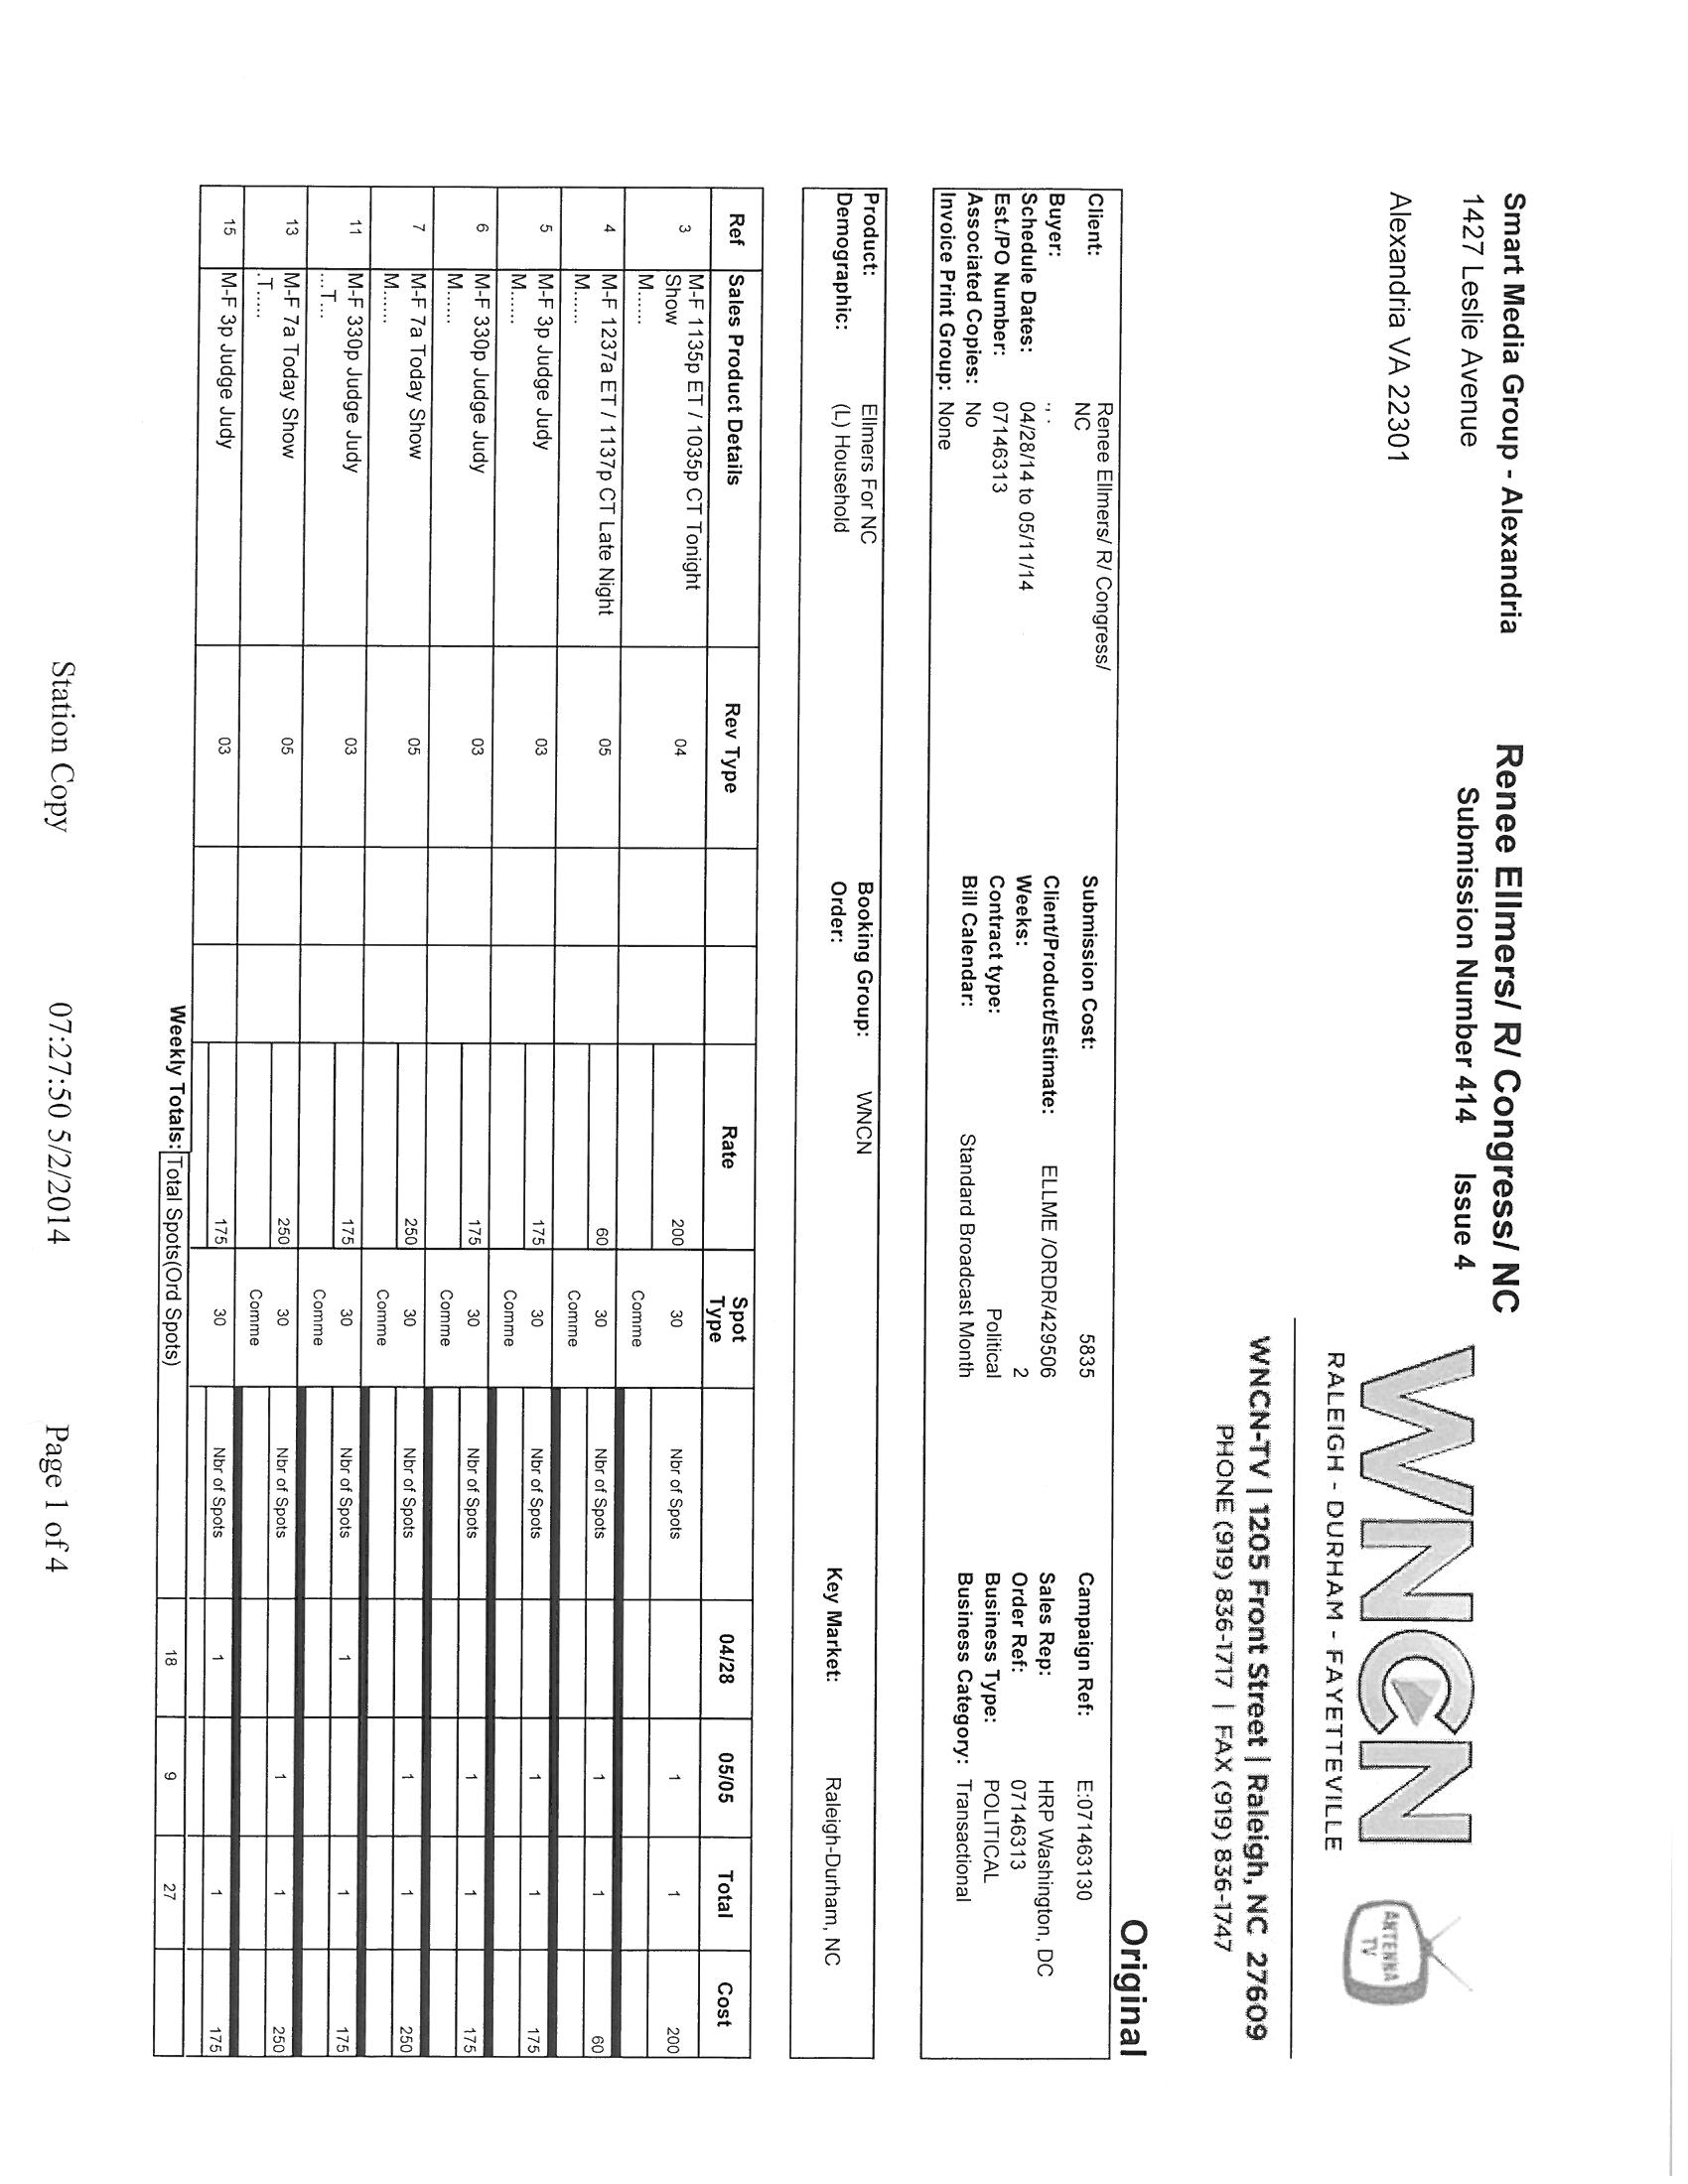 Smart Media Group - Alexandria
1427 Leslie Avenue
Alexandria VA 22301
Renee Ellmers/ R/ Congress/ NC
Submission Number 414 Issue 4
WNCN
RALEIGH - DURHAM - FAYETTEVILLE
ANTENNA
TV
WNCN-TV | 1205 Front Street | Raleigh, NC 27609
PHONE (919) 836-1717 | FAX (919) 836-1747
Original
Client: Renee Ellmers/ R/ Congress/ Submission Cost: 5835 Campaign Ref: E:071463130
NC
Buyer: ., . Client/Product/Estimate: ELLME /ORDR/429506 Sales Rep: HRP Washington, DC
Schedule Dates: 04/28/14 to 05/11/14 Weeks: 2 Order Ref: 07146313
Est./PO Number: 07146313 Contract type: Political Business Type: POLITICAL
Associated Copies: No Bill Calendar: Standard Broadcast Month Business Category: Transactional
Invoice Print Group: None
Product: Ellmers For NC Booking Group: WNCN
Demographic: (L) Household Order: Key Market: Raleigh-Durham, NC
Ref Sales Product Details Rev Type Rate Spot Type 04/28 05/05 Total Cost
3 M-F 1135p ET / 1035p CT Tonight 04 200 30 Nbr of Spots 1 1 200
Show
M...... Comme
4 M-F 1237a ET / 1137p CT Late Night 05 60 30 Nbr of Spots 1 1 60
M...... Comme
5 M-F 3p Judge Judy 03 175 30 Nbr of Spots 1 1 175
M...... Comme
6 M-F 330p Judge Judy 03 175 30 Nbr of Spots 1 1 175
M...... Comme
7 M-F 7a Today Show 05 250 30 Nbr of Spots 1 1 250
M...... Comme
11 M-F 330p Judge Judy 03 175 30 Nbr of Spots 1 1 175
...T... Comme
13 M-F 7a Today Show 05 250 30 Nbr of Spots 1 1 250
.T..... Comme
15 M-F 3p Judge Judy 03 175 30 Nbr of Spots 1 1 175
Weekly Totals: Total Spots(Ord Spots) 18 9 27
Station Copy 07:27:50 5/2/2014 Page 1 of 4